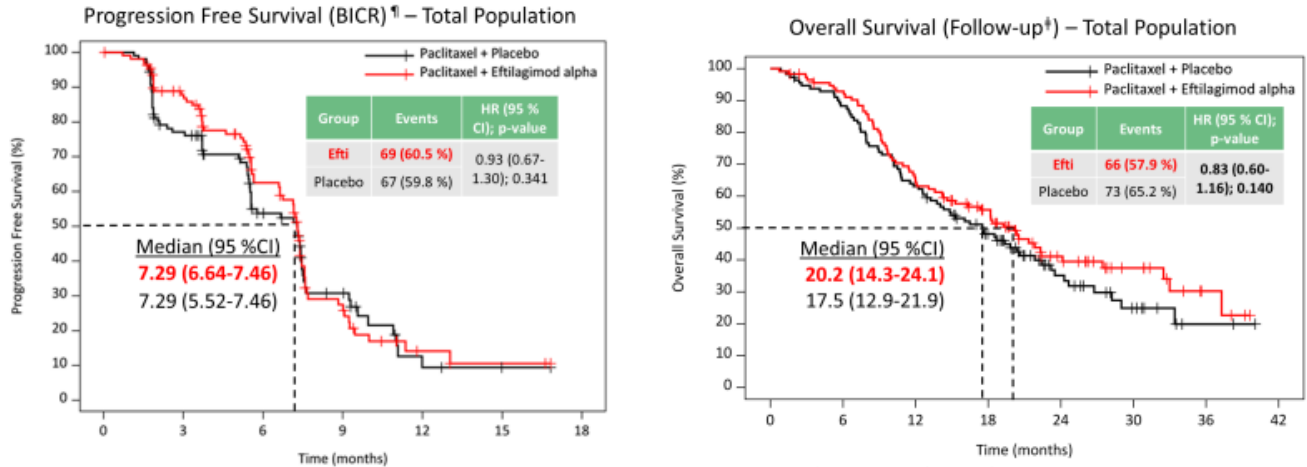 Progression Free Survival (BICR) ¶ – Total Population
Paclitaxel + Placebo
Paclitaxel + Eftilagimod alpha
Group Events HR (95 % CI); p-value
Efti 69 (60.5 %) 0.93 (0.67-1.30); 0.341
Placebo 67 (59.8 %)
Median (95 %CI)
7.29 (6.64-7.46)
7.29 (5.52-7.46)
Progression Free Survival (%)
100
90
80
70
60
50
40
30
20
10
0
0 3 6 9 12 15 18
Time (months)
Overall Survival (Follow-up‡) – Total Population
Paclitaxel + Placebo
Paclitaxel + Eftilagimod alpha
Group Events HR (95 % CI); p-value
Efti 66 (57.9 %) 0.83 (0.60-1.16); 0.140
Placebo 73 (65.2 %)
Median (95 %CI)
20.2 (14.3-24.1)
17.5 (12.9-21.9)
Overall Survival (%)
100
90
80
70
60
50
40
30
20
10
0
0 6 12 18 24 30 36 42
Time (months)